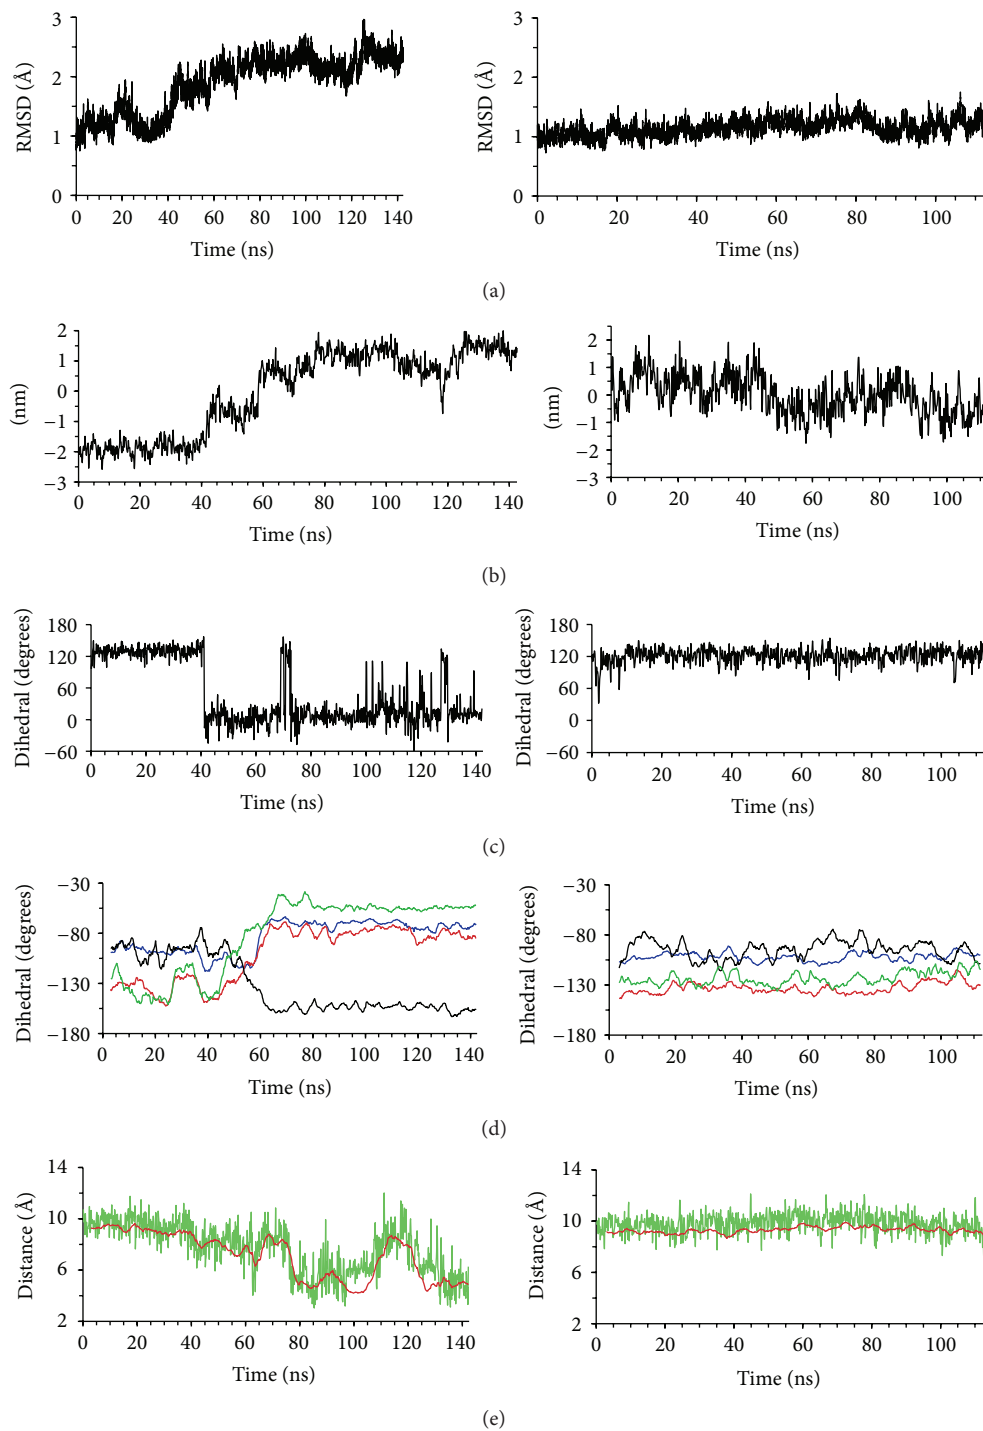 3
2
1
0
RMSD (Å)
0 20 40 60 80 100 120 140
Time (ns)
3
2
1
0
RMSD (Å)
0 20 40 60 80 100
Time (ns)
(a)
2
1
0
−1
−2
−3
(nm)
0 20 40 60 80 100 120 140
Time (ns)
2
1
0
−1
−2
−3
(nm)
0 20 40 60 80 100
Time (ns)
(b)
180
120
60
0
−60
Dihedral (degrees)
0 20 40 60 80 100 120 140
Time (ns)
180
120
60
0
−60
Dihedral (degrees)
0 20 40 60 80 100
Time (ns)
(c)
−30
−80
−130
−180
Dihedral (degrees)
0 20 40 60 80 100 120 140
Time (ns)
−30
−80
−130
−180
Dihedral (degrees)
0 20 40 60 80 100
Time (ns)
(d)
14
10
6
2
Distance (Å)
0 20 40 60 80 100 120 140
Time (ns)
14
10
6
2
Distance (Å)
0 20 40 60 80 100
Time (ns)
(e)